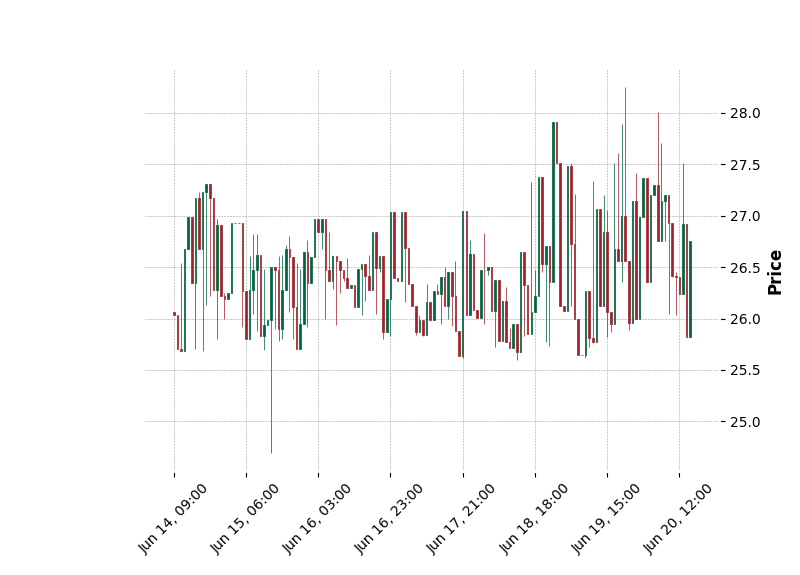 28.0
27.5
27.0
26.5
26.0
25.5
25.0
Price
Jun 14, 09:00
Jun 15, 06:00
Jun 16, 03:00
Jun 16, 23:00
Jun 17, 21:00
Jun 18, 18:00
Jun 19, 15:00
Jun 20, 12:00